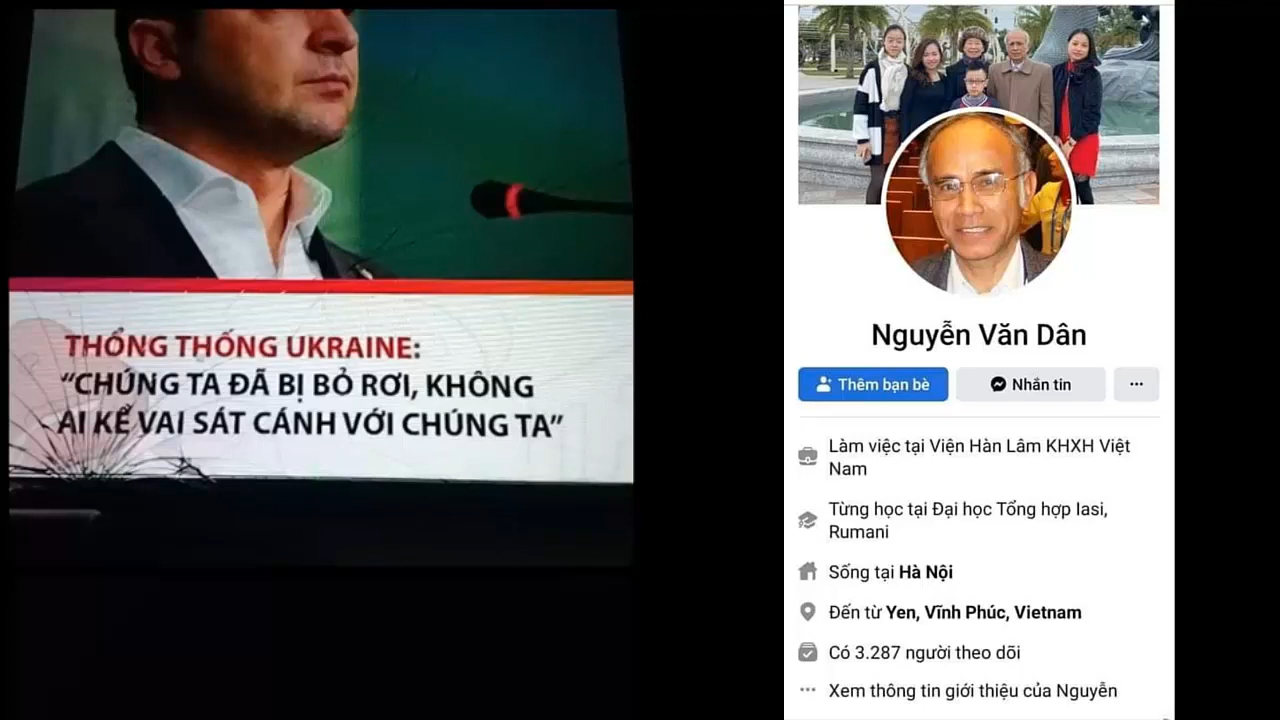 THỔNG THỐNG UKRAINE:
“CHÚNG TA ĐÃ BỊ BỎ RƠI, KHÔNG
AI KỀ VAI SÁT CÁNH VỚI CHÚNG TA”
Nguyễn Văn Dân
Thêm bạn bè
Nhắn tin
Làm việc tại Viện Hàn Lâm KHXH Việt
Nam
Từng học tại Đại học Tổng hợp Iasi,
Rumani
Sống tại Hà Nội
Đến từ Yen, Vĩnh Phúc, Vietnam
Có 3.287 người theo dõi
Xem thông tin giới thiệu của Nguyễn